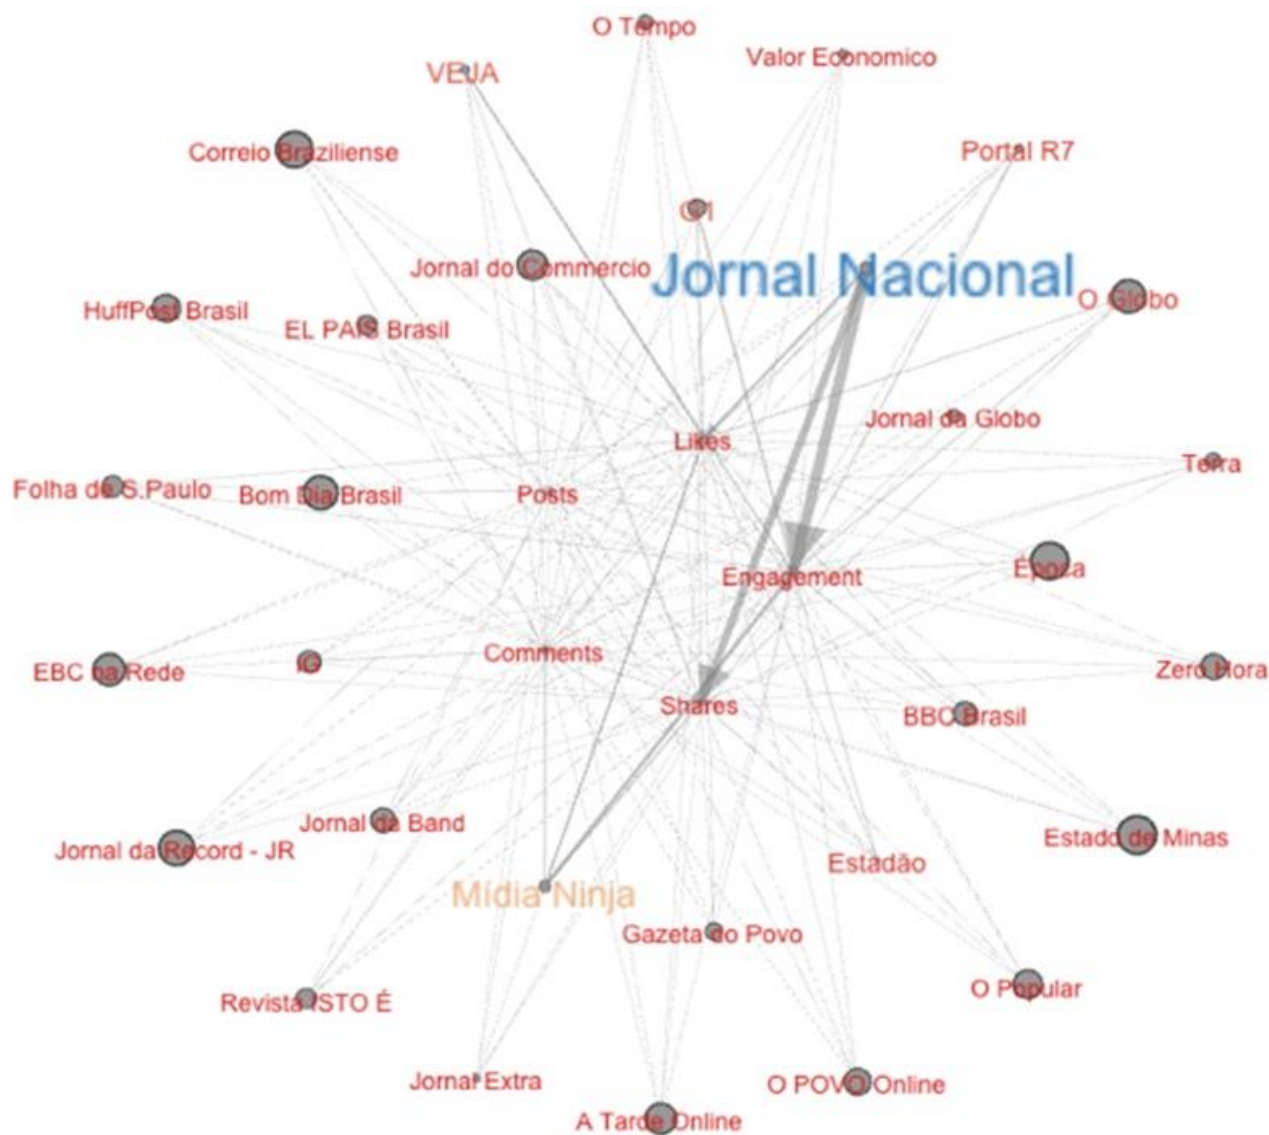 O Tempo
Valor Economico
VEJA
Correio Braziliense
Portal R7
G1
Jornal do Commercio
Jornal Nacional
HuffPost Brasil
EL PAÍS Brasil
O Globo
Jornal da Globo
Likes
Terra
Folha de S.Paulo
Bom Dia Brasil
Posts
Engagement
Época
Comments
EBC na Rede
iG
Zero Hora
Shares
BBC Brasil
Jornal da Band
Estado de Minas
Jornal da Record - JR
Estadão
Mídia Ninja
Gazeta do Povo
O Popular
Revista ISTO É
Jornal Extra
O POVO Online
A Tarde Online